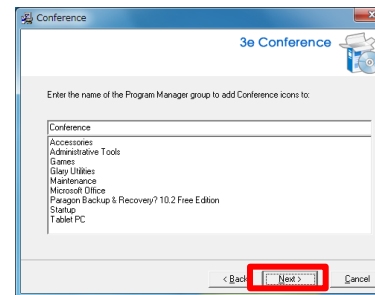 Conference
3e Conference
Enter the name of the Program Manager group to add Conference icons to:
Conference
Accessories
Administrative Tools
Games
Glary Utilities
Maintenance
Microsoft Office
Paragon Backup & Recovery? 10.2 Free Edition
Startup
Tablet PC
< Back Next > Cancel